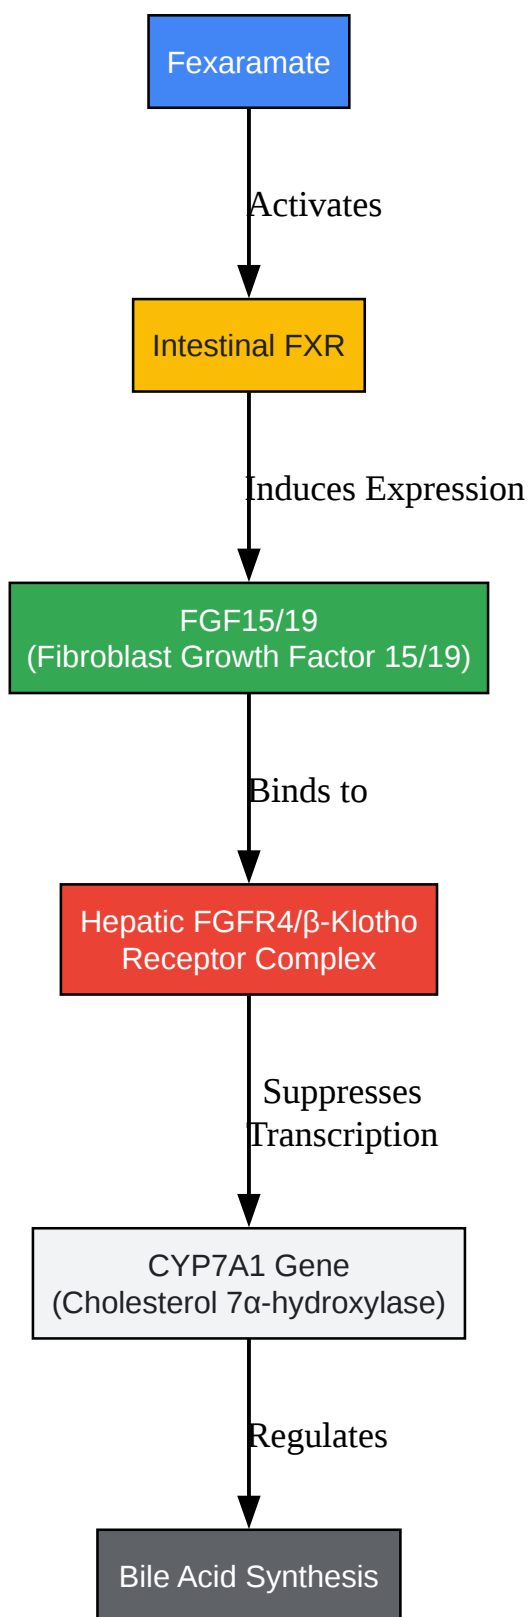 Fexaramate
Activates
Intestinal FXR
Induces Expression
FGF15/19
(Fibroblast Growth Factor 15/19)
Binds to
Hepatic FGFR4/β-Klotho
Receptor Complex
Suppresses
Transcription
CYP7A1 Gene
(Cholesterol 7α-hydroxylase)
Regulates
Bile Acid Synthesis